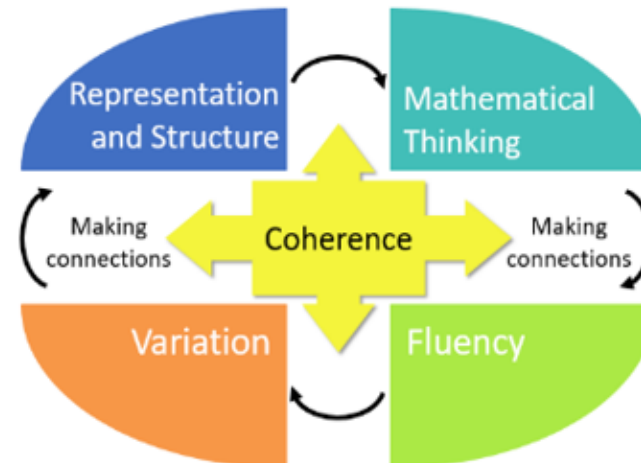 Representation
and Structure
Mathematical
Thinking
Making
connections
Coherence
Making
connections
Variation
Fluency